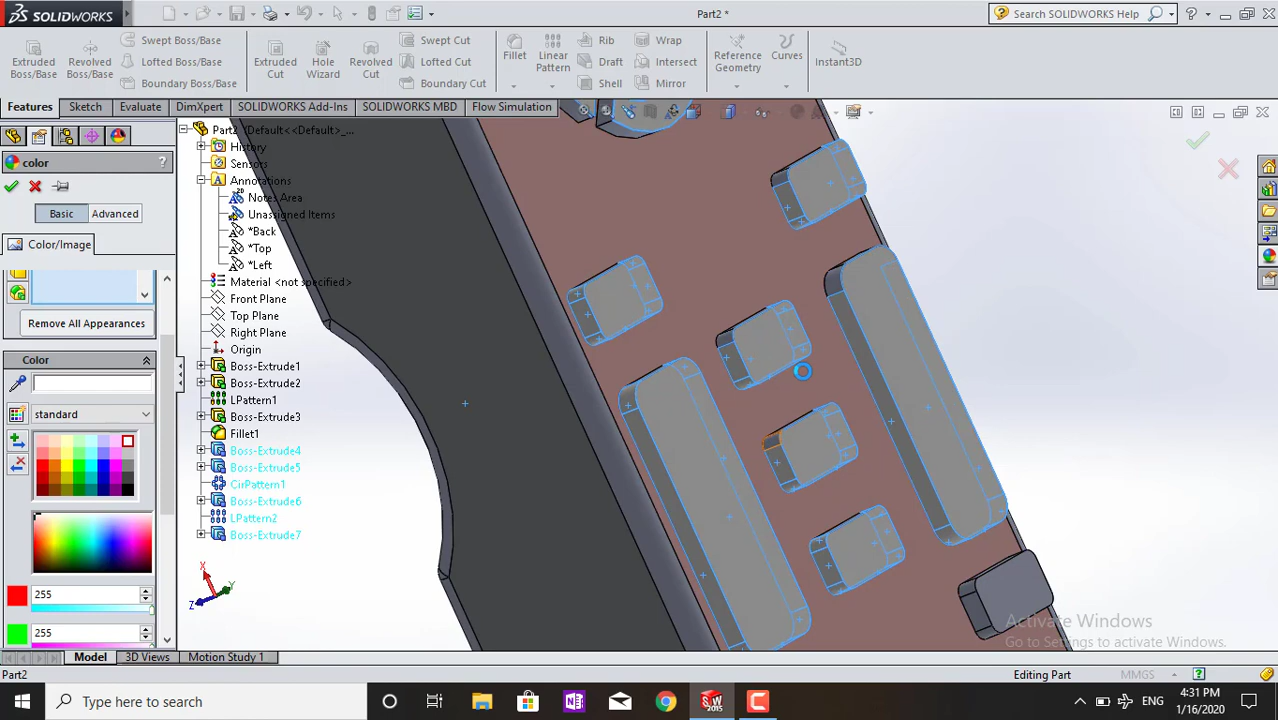 SOLIDWORKS
Part2 *
Search SOLIDWORKS Help
Extruded Boss/Base
Revolved Boss/Base
Swept Boss/Base
Lofted Boss/Base
Boundary Boss/Base
Extruded Cut
Hole Wizard
Revolved Cut
Swept Cut
Lofted Cut
Boundary Cut
Fillet
Linear Pattern
Rib
Draft
Shell
Wrap
Intersect
Mirror
Reference Geometry
Curves
Instant3D
Features
Sketch
Evaluate
DimXpert
SOLIDWORKS Add-Ins
SOLIDWORKS MBD
Flow Simulation
color
Basic
Advanced
Color/Image
Remove All Appearances
Color
standard
255
255
Part2 (Default<<Default>_...
History
Sensors
Annotations
Notes Area
Unassigned Items
*Back
*Top
*Left
Material <not specified>
Front Plane
Top Plane
Right Plane
Origin
Boss-Extrude1
Boss-Extrude2
LPattern1
Boss-Extrude3
Fillet1
Boss-Extrude4
Boss-Extrude5
CirPattern1
Boss-Extrude6
LPattern2
Boss-Extrude7
X
Y
Z
Activate Windows
Go to Settings to activate Windows.
Model
3D Views
Motion Study 1
Part2
Editing Part
MMGS
Type here to search
SW 2015
ENG
4:31 PM
1/16/2020